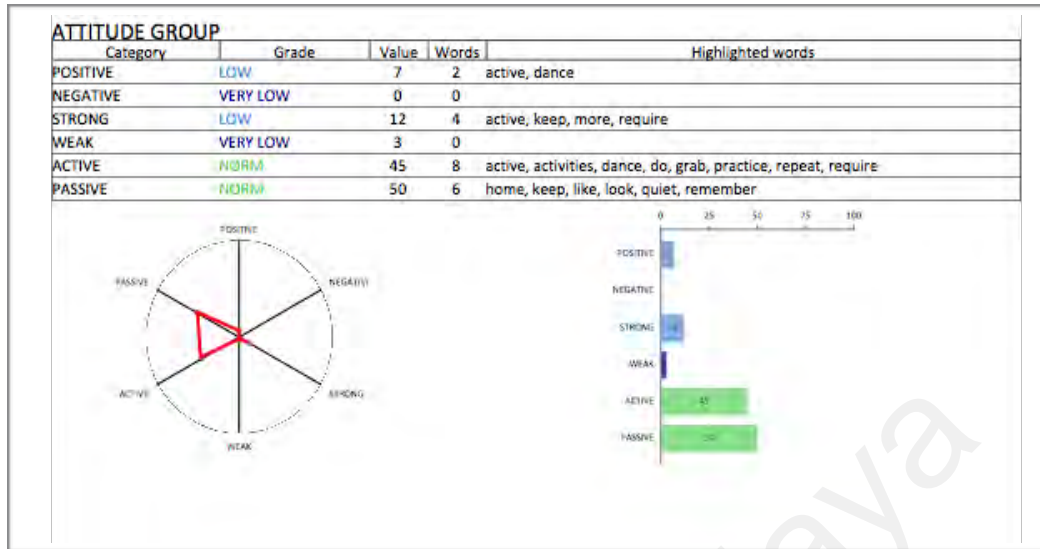 ATTITUDE GROUP
Category Grade Value Words Highlighted words
POSITIVE LOW 7 2 active, dance
NEGATIVE VERY LOW 0 0
STRONG LOW 12 4 active, keep, more, require
WEAK VERY LOW 3 0
ACTIVE NORM 45 8 active, activities, dance, do, grab, practice, repeat, require
PASSIVE NORM 50 6 home, keep, like, look, quiet, remember
POSITIVE
NEGATIVE
STRONG
WEAK
ACTIVE
PASSIVE
0 25 50 75 100
POSITIVE
NEGATIVE
STRONG
WEAK
ACTIVE 45
PASSIVE 50
aya